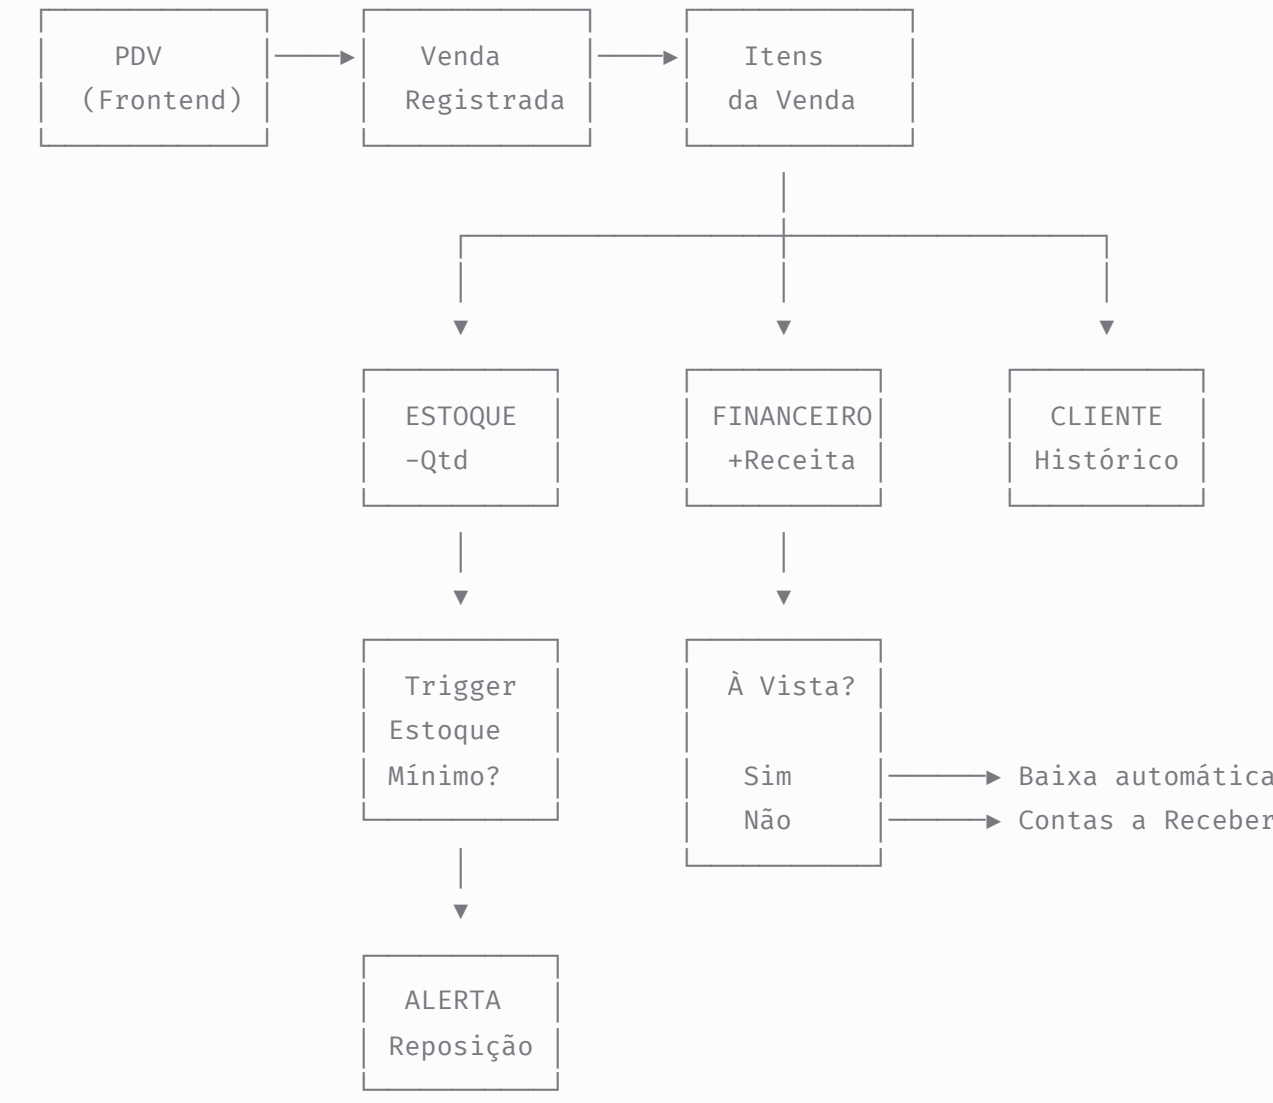 PDV
(Frontend)
Venda
Registrada
Itens
da Venda
ESTOQUE
-Qtd
FINANCEIRO
+Receita
CLIENTE
Histórico
Trigger
Estoque
Mínimo?
À Vista?
Sim
Não
Baixa automática
Contas a Receber
ALERTA
Reposição